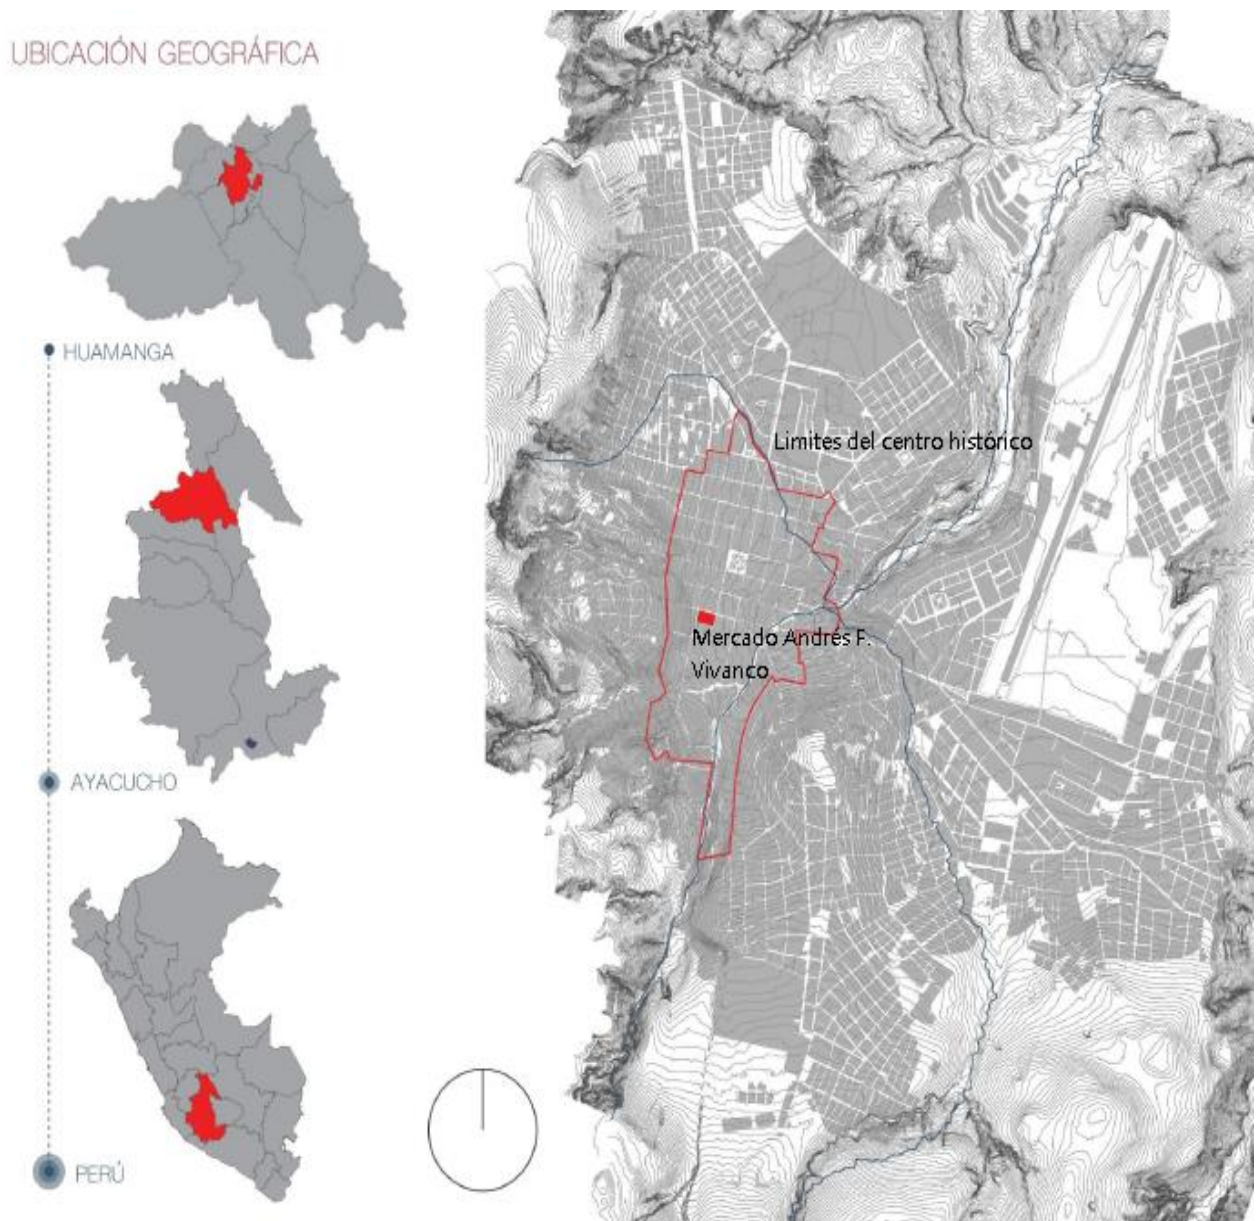 UBICACIÓN GEOGRÁFICA
HUAMANGA
AYACUCHO
PERÚ
Limites del centro histórico
Mercado Andrés F.
Vivanco